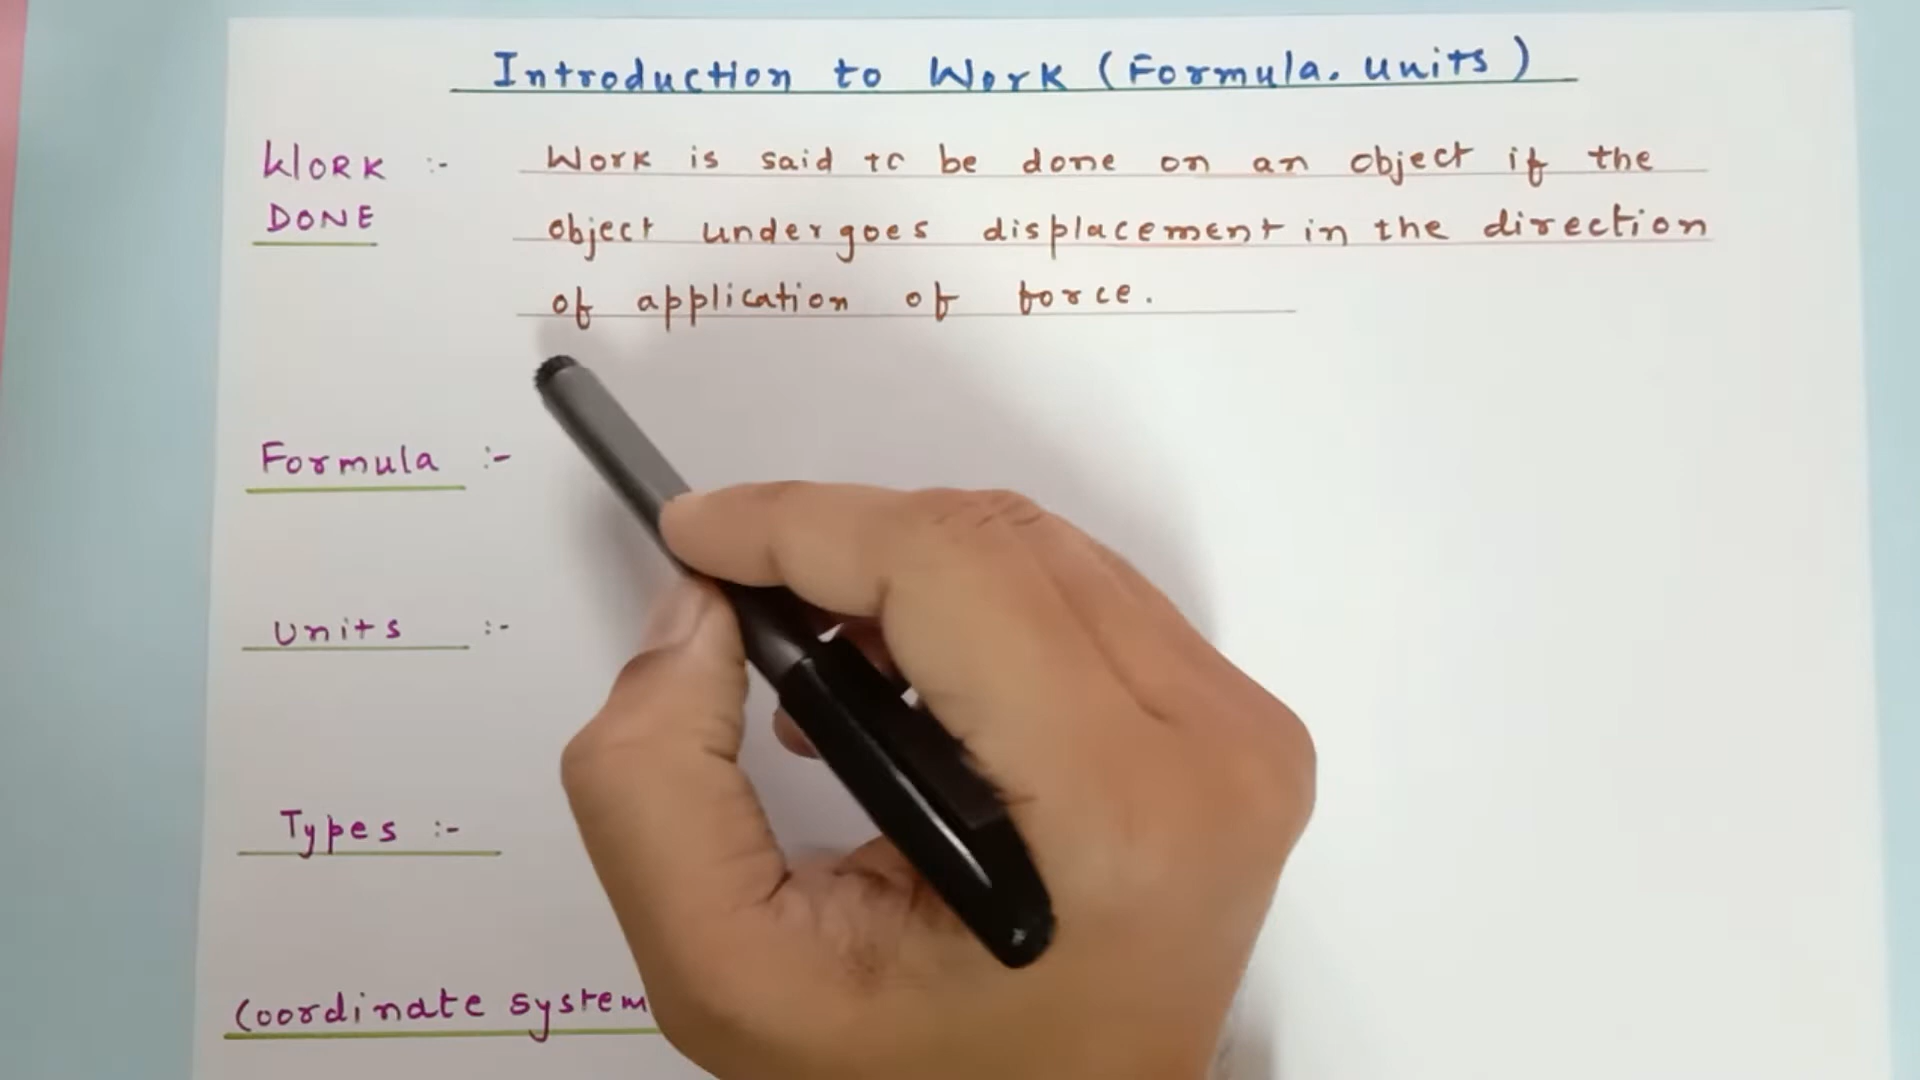 Introduction to Work (Formula, Units)
WORK DONE :- Work is said to be done on an object if the
object undergoes displacement in the direction
of application of force.
Formula :-
Units :-
Types :-
Coordinate system